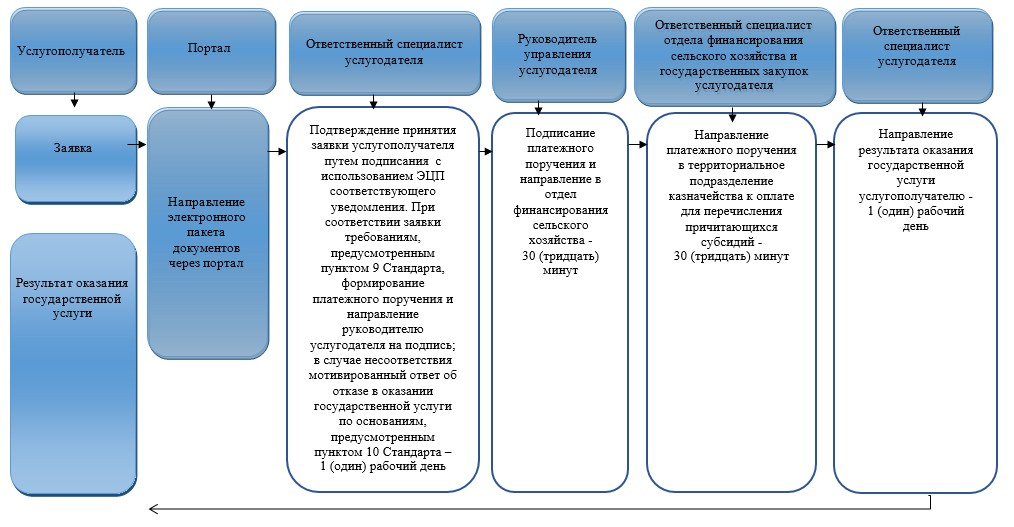 Услугополучатель
Портал
Ответственный специалист
услугодателя
Руководитель
управления
услугодателя
Ответственный специалист
отдела финансирования
сельского хозяйства и
государственных закупок
услугодателя
Ответственный
специалист
услугодателя
Заявка
Результат оказания
государственной
услуги
Направление
электронного
пакета
документов
через портал
Подтверждение принятия
заявки услугополучателя
путем подписания с
использованием ЭЦП
соответствующего
уведомления. При
соответствии заявки
требованиям,
предусмотренным
пунктом 9 Стандарта,
формирование
платежного поручения и
направление
руководителю
услугодателя на подпись;
в случае несоответствия
мотивированный ответ об
отказе в оказании
государственной услуги
по основаниям,
предусмотренным
пунктом 10 Стандарта –
1 (один) рабочий день
Подписание
платежного
поручения и
направление в
отдел
финансирования
сельского
хозяйства -
30 (тридцать)
минут
Направление
платежного поручения
в территориальное
подразделение
казначейства к оплате
для перечисления
причитающихся
субсидий -
30 (тридцать) минут
Направление
результата оказания
государственной
услуги
услугополучателю -
1 (один) рабочий
день